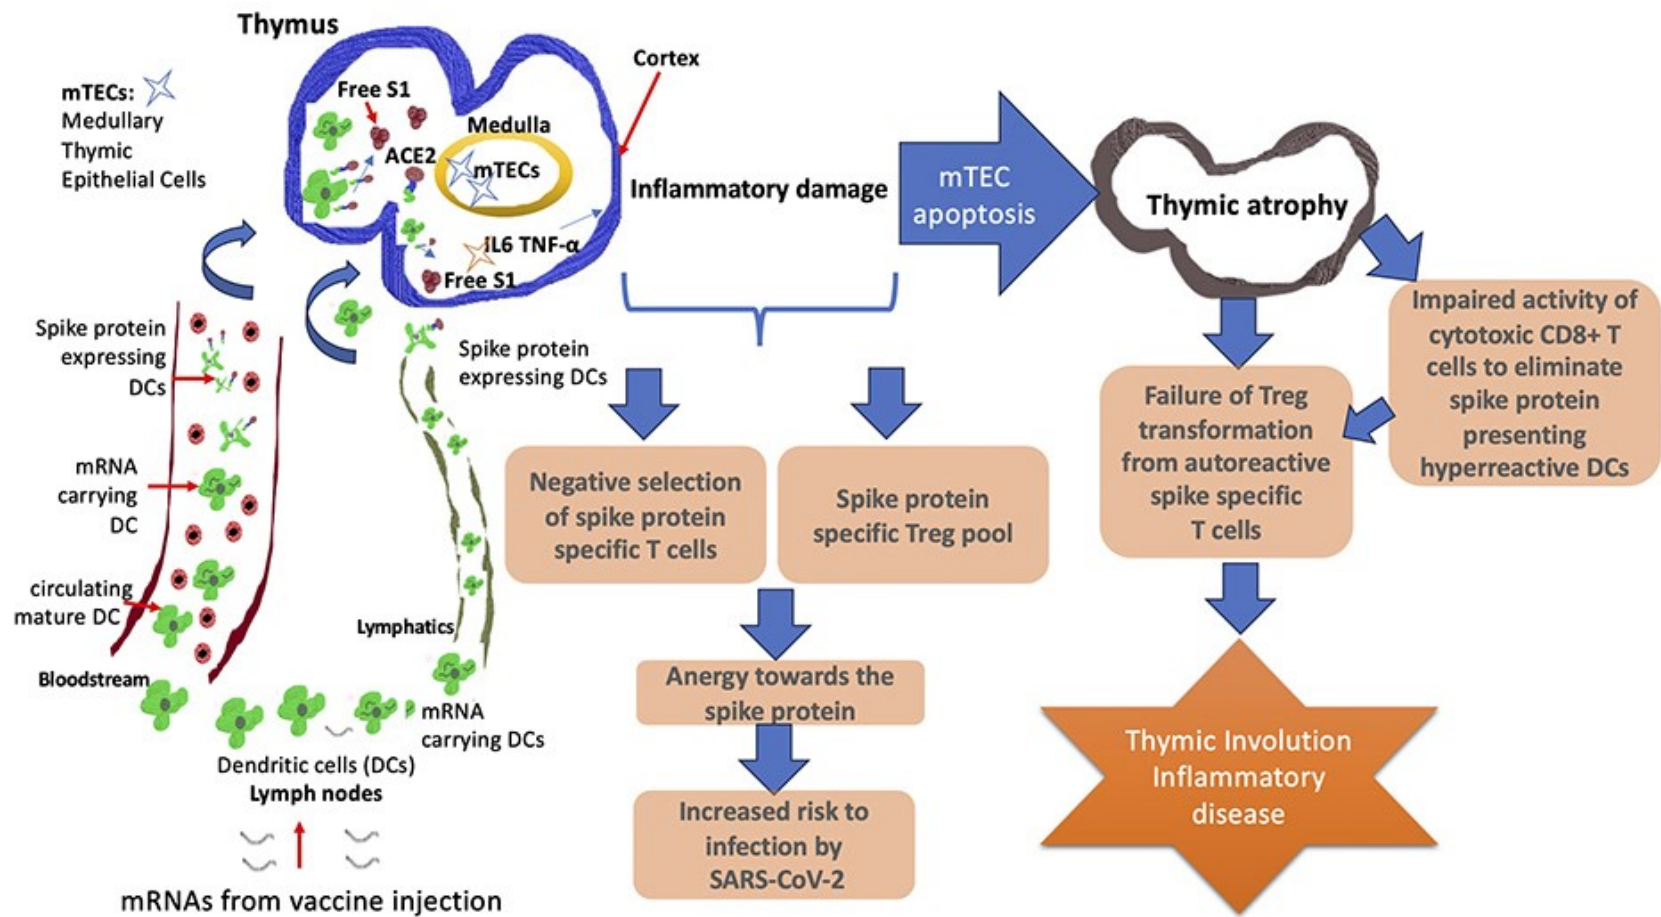 Thymus
mTECs:
Medullary
Thymic
Epithelial Cells
Free S1
Cortex
Medulla
ACE2
mTECs
IL6 TNF-α
Free S1
Inflammatory damage
mTEC
apoptosis
Thymic atrophy
Spike protein
expressing
DCs
mRNA
carrying
DC
circulating
mature DC
Bloodstream
Spike protein
expressing DCs
Lymphatics
mRNA
carrying DCs
Dendritic cells (DCs)
Lymph nodes
mRNAs from vaccine injection
Negative selection
of spike protein
specific T cells
Spike protein
specific Treg pool
Anergy towards the
spike protein
Increased risk to
infection by
SARS-CoV-2
Impaired activity of
cytotoxic CD8+ T
cells to eliminate
spike protein
presenting
hyperreactive DCs
Failure of Treg
transformation
from autoreactive
spike specific
T cells
Thymic Involution
Inflammatory
disease